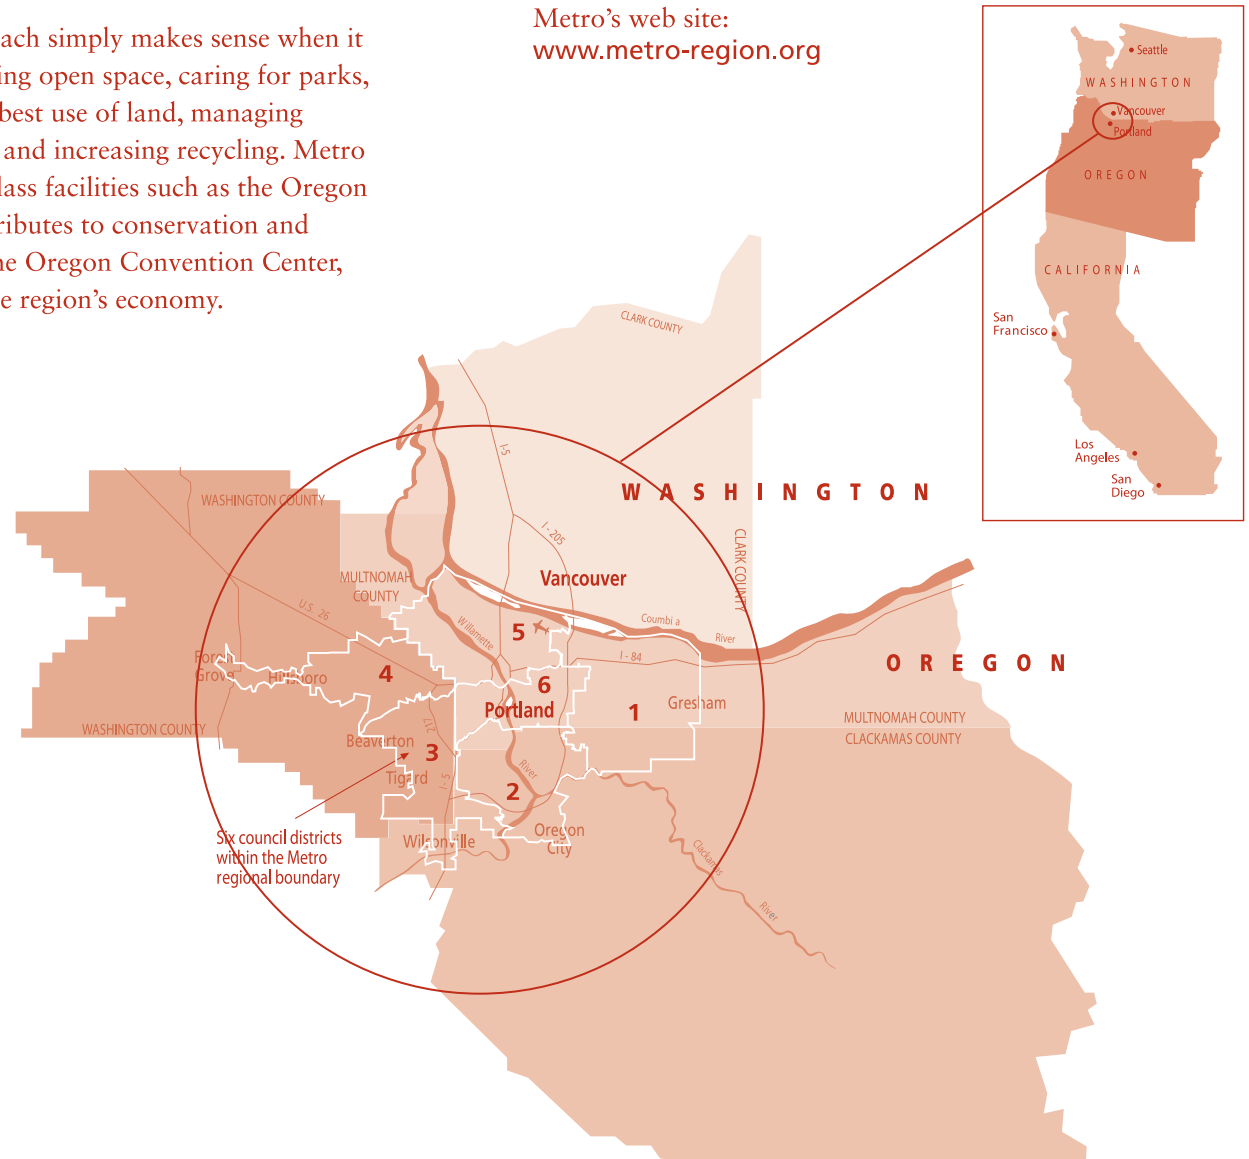 ach simply makes sense when it
ing open space, caring for parks,
best use of land, managing
and increasing recycling. Metro
lass facilities such as the Oregon
ributes to conservation and
ne Oregon Convention Center,
e region’s economy.
Metro’s web site:
www.metro-region.org
Seattle
WASHINGTON
Vancouver
Portland
OREGON
CALIFORNIA
San
Francisco
Los
Angeles
San
Diego
CLARK COUNTY
I-5
WASHINGTON
WASHINGTON COUNTY
I - 205
CLARK COUNTY
MULTNOMAH
COUNTY
Vancouver
U.S. 26
Willamette
5
Coumbi a
River
I - 84
OREGON
Forest
Grove
Hillsboro
4
6
Portland
1
Gresham
MULTNOMAH COUNTY
CLACKAMAS COUNTY
WASHINGTON COUNTY
217
Beaverton
3
Tigard
I - 5
River
2
Six council districts
within the Metro
regional boundary
Wilsonville
Oregon
City
Clackamas
River